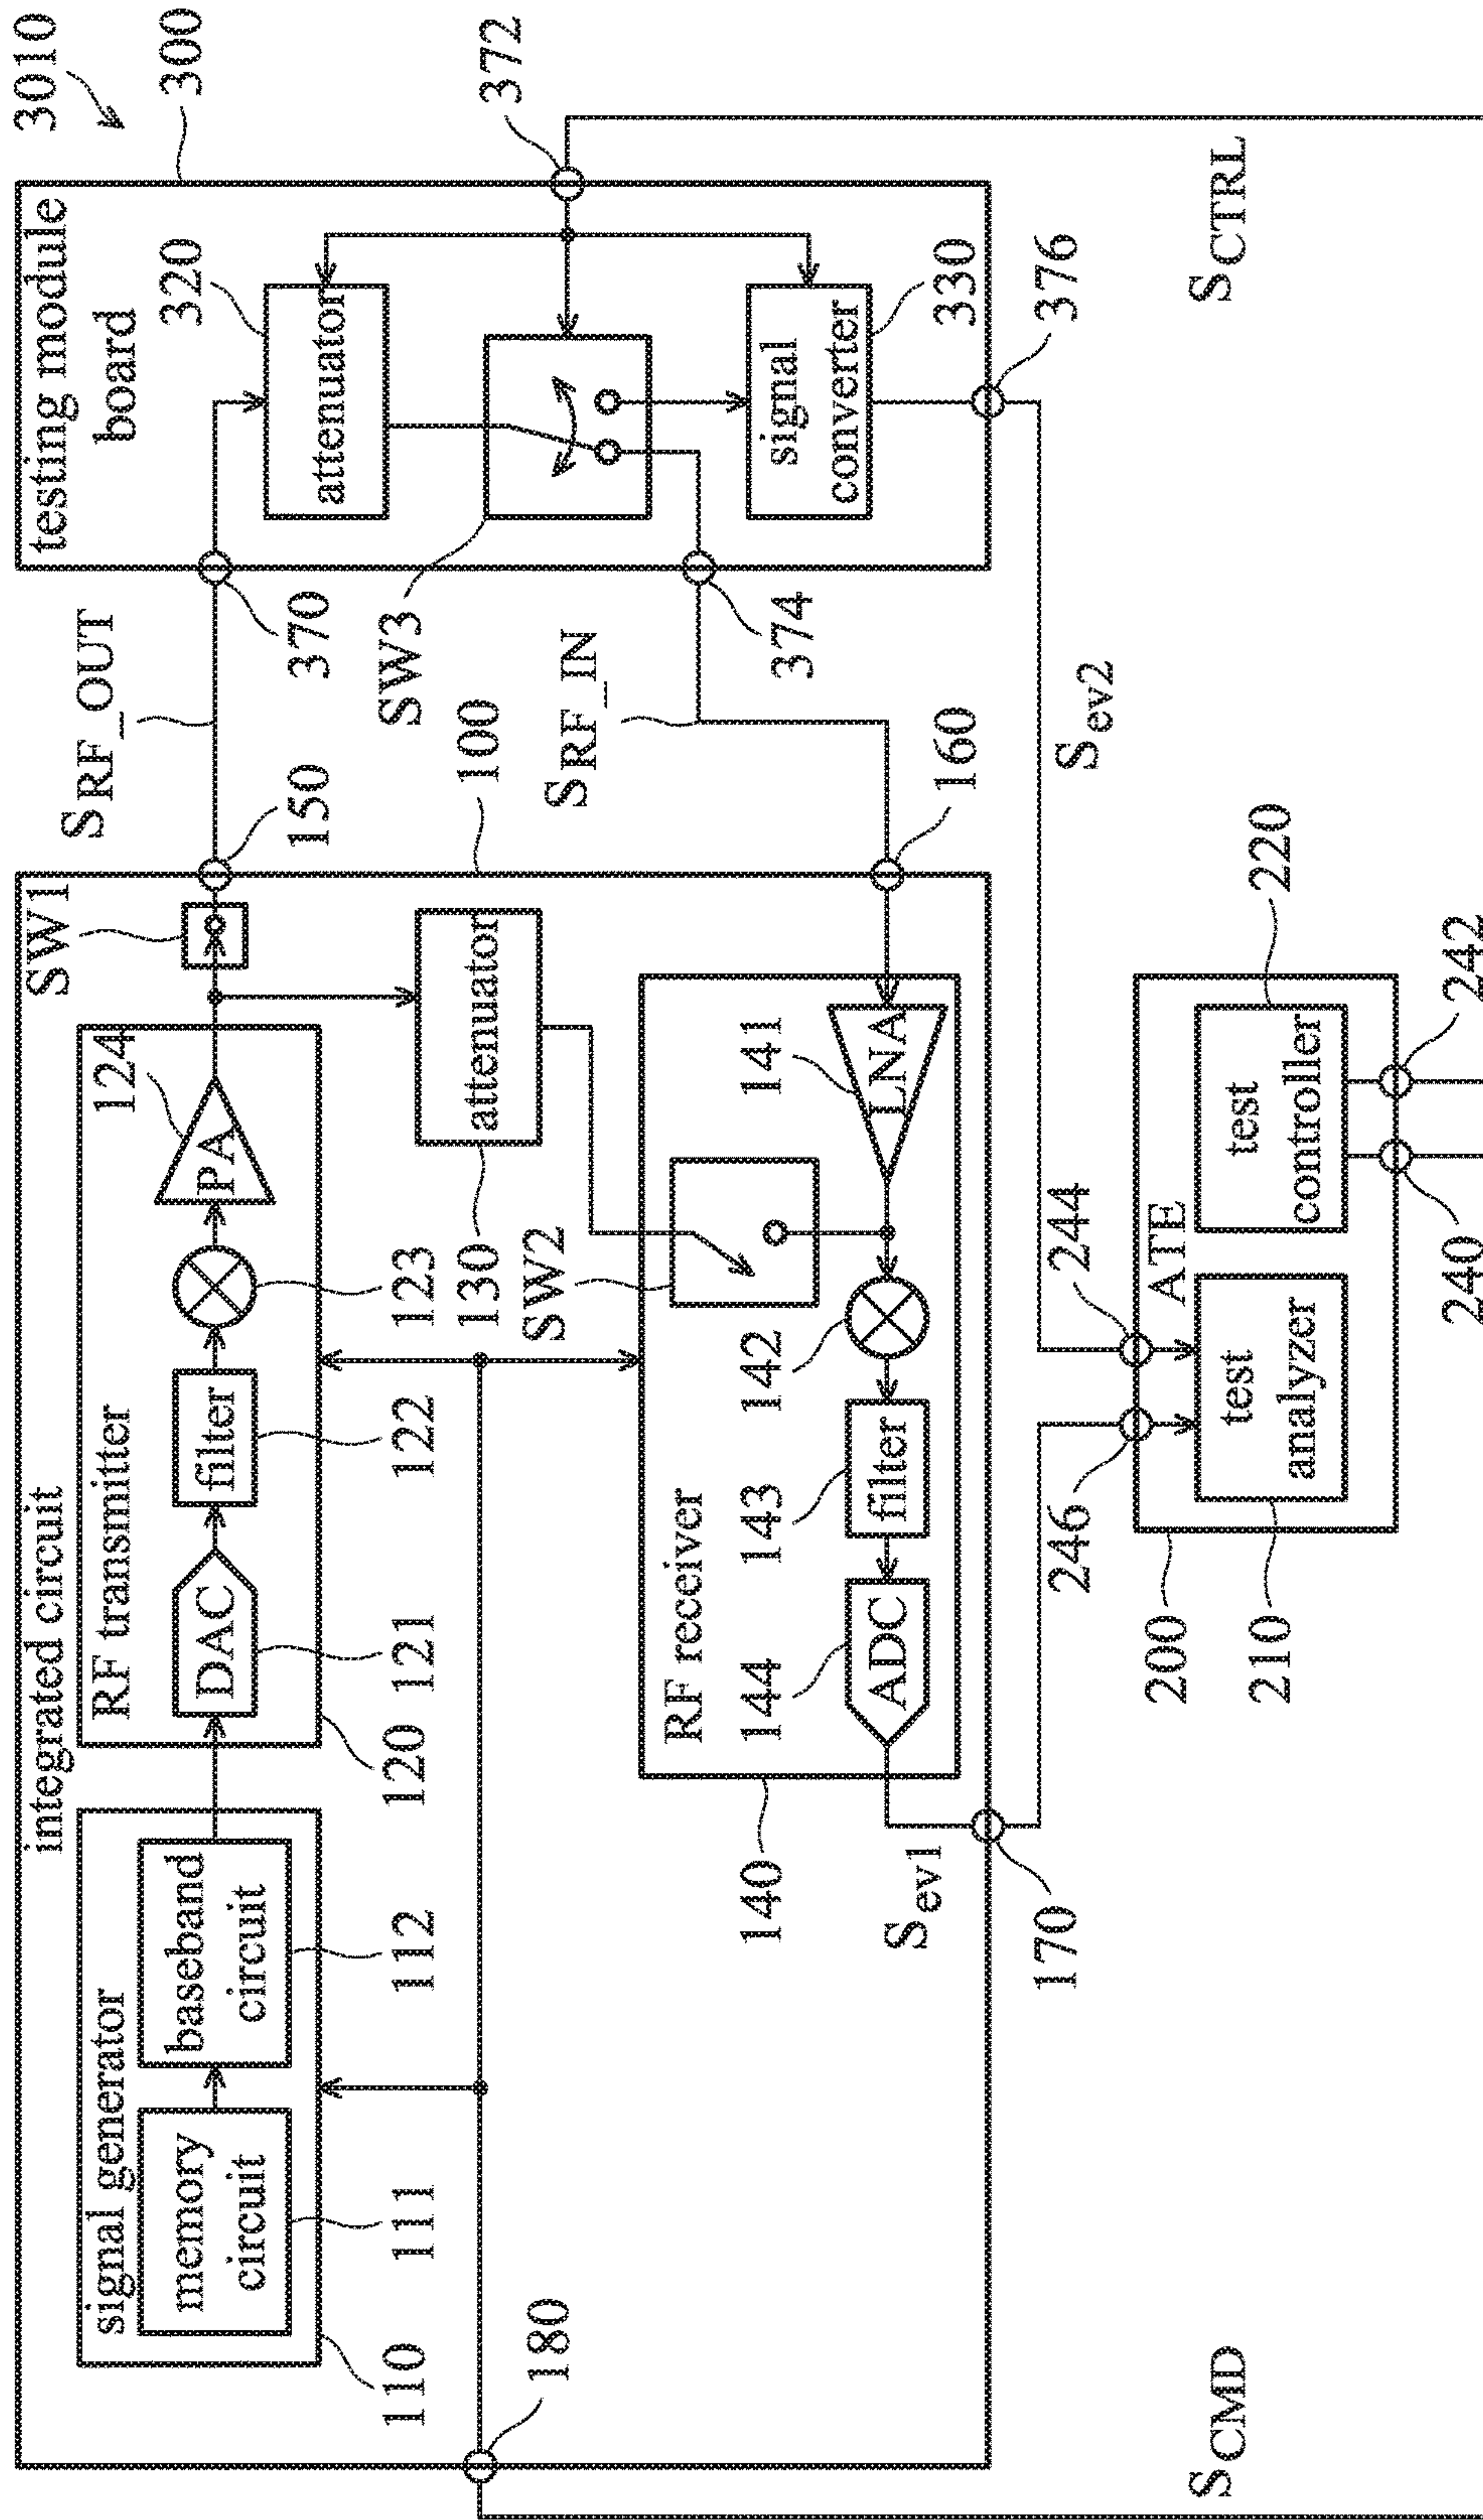 3010
integrated circuit
signal generator
memory
circuit
111
baseband
circuit
112
110
RF transmitter
DAC
121
filter
122
123
PA
124
120
SW1
150
SRF_OUT
100
attenuator
130
SW2
RF receiver
LNA
141
142
filter
143
ADC
144
140
160
SRF_IN
Sev1
170
180
testing module
board
300
370
attenuator
320
SW3
372
374
signal
converter
330
376
Sev2
SCTRL
ATE
test
analyzer
210
test
controller
220
200
246
244
240
242
SCMD